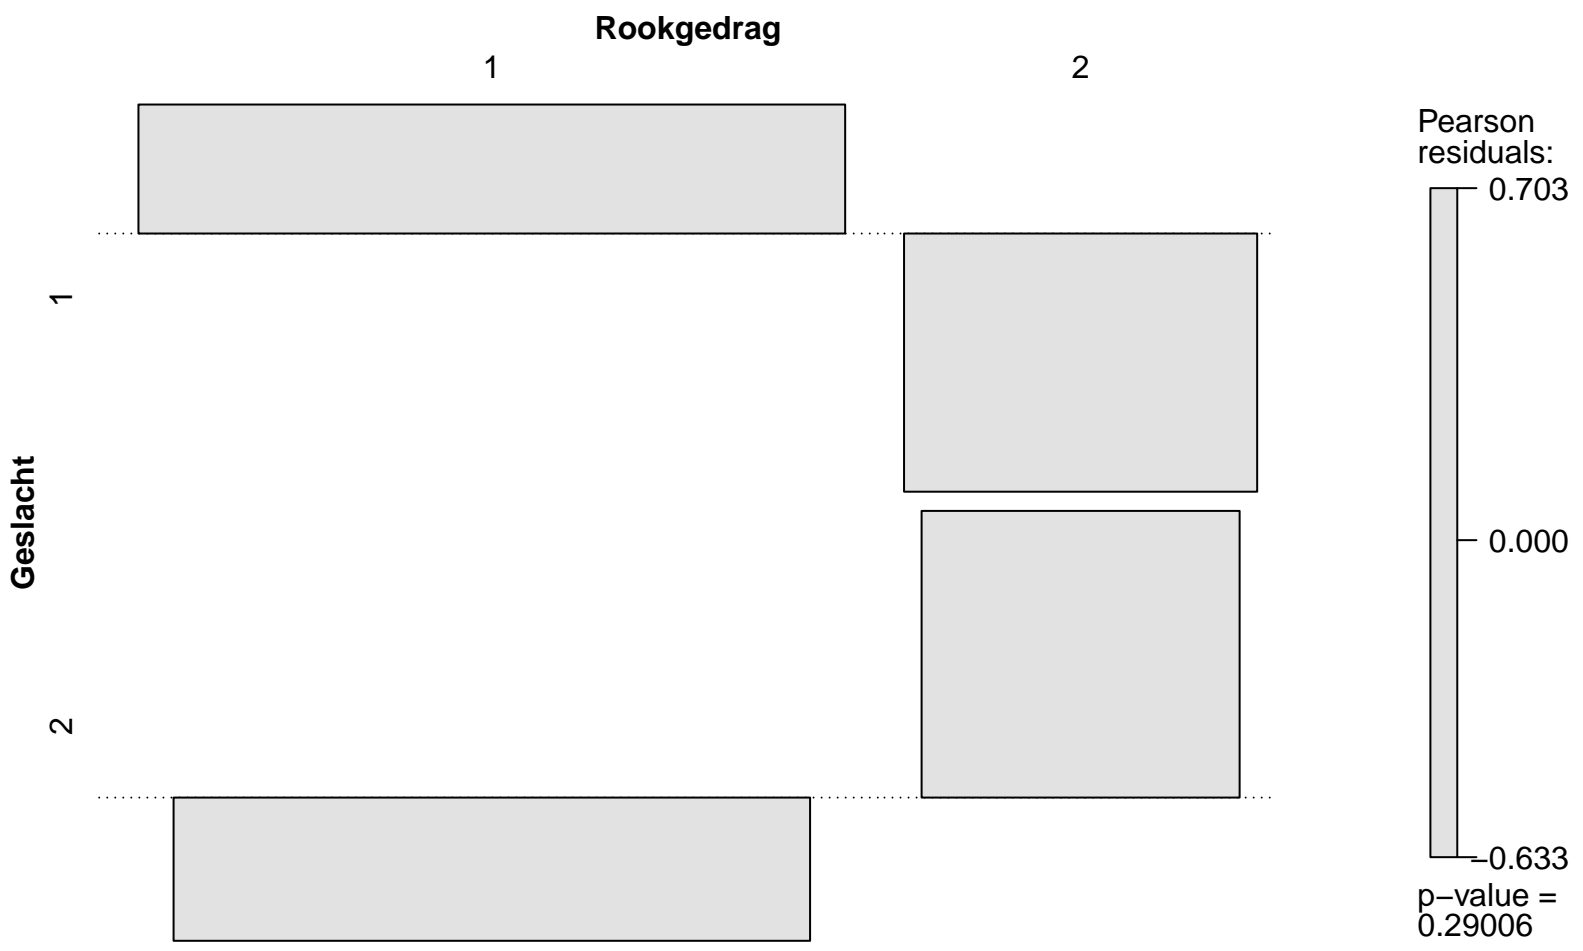 Rookgedrag
1
2
Geslacht
1
2
Pearson
residuals:
0.703
0.000
−0.633
p−value =
0.29006